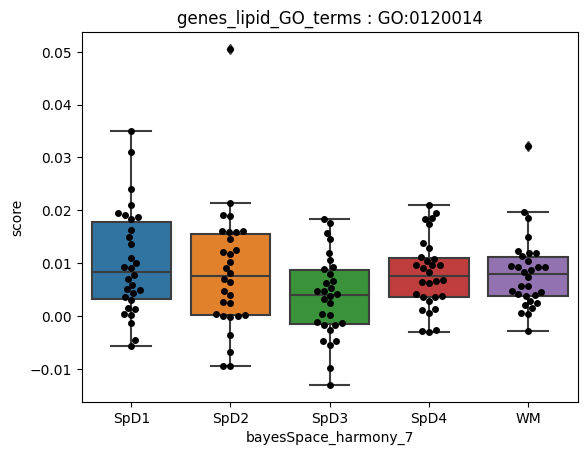 genes_lipid_GO_terms : GO:0120014
0.05
0.04
0.03
0.02
0.01
0.00
−0.01
score
SpD1 SpD2 SpD3 SpD4 WM
bayesSpace_harmony_7